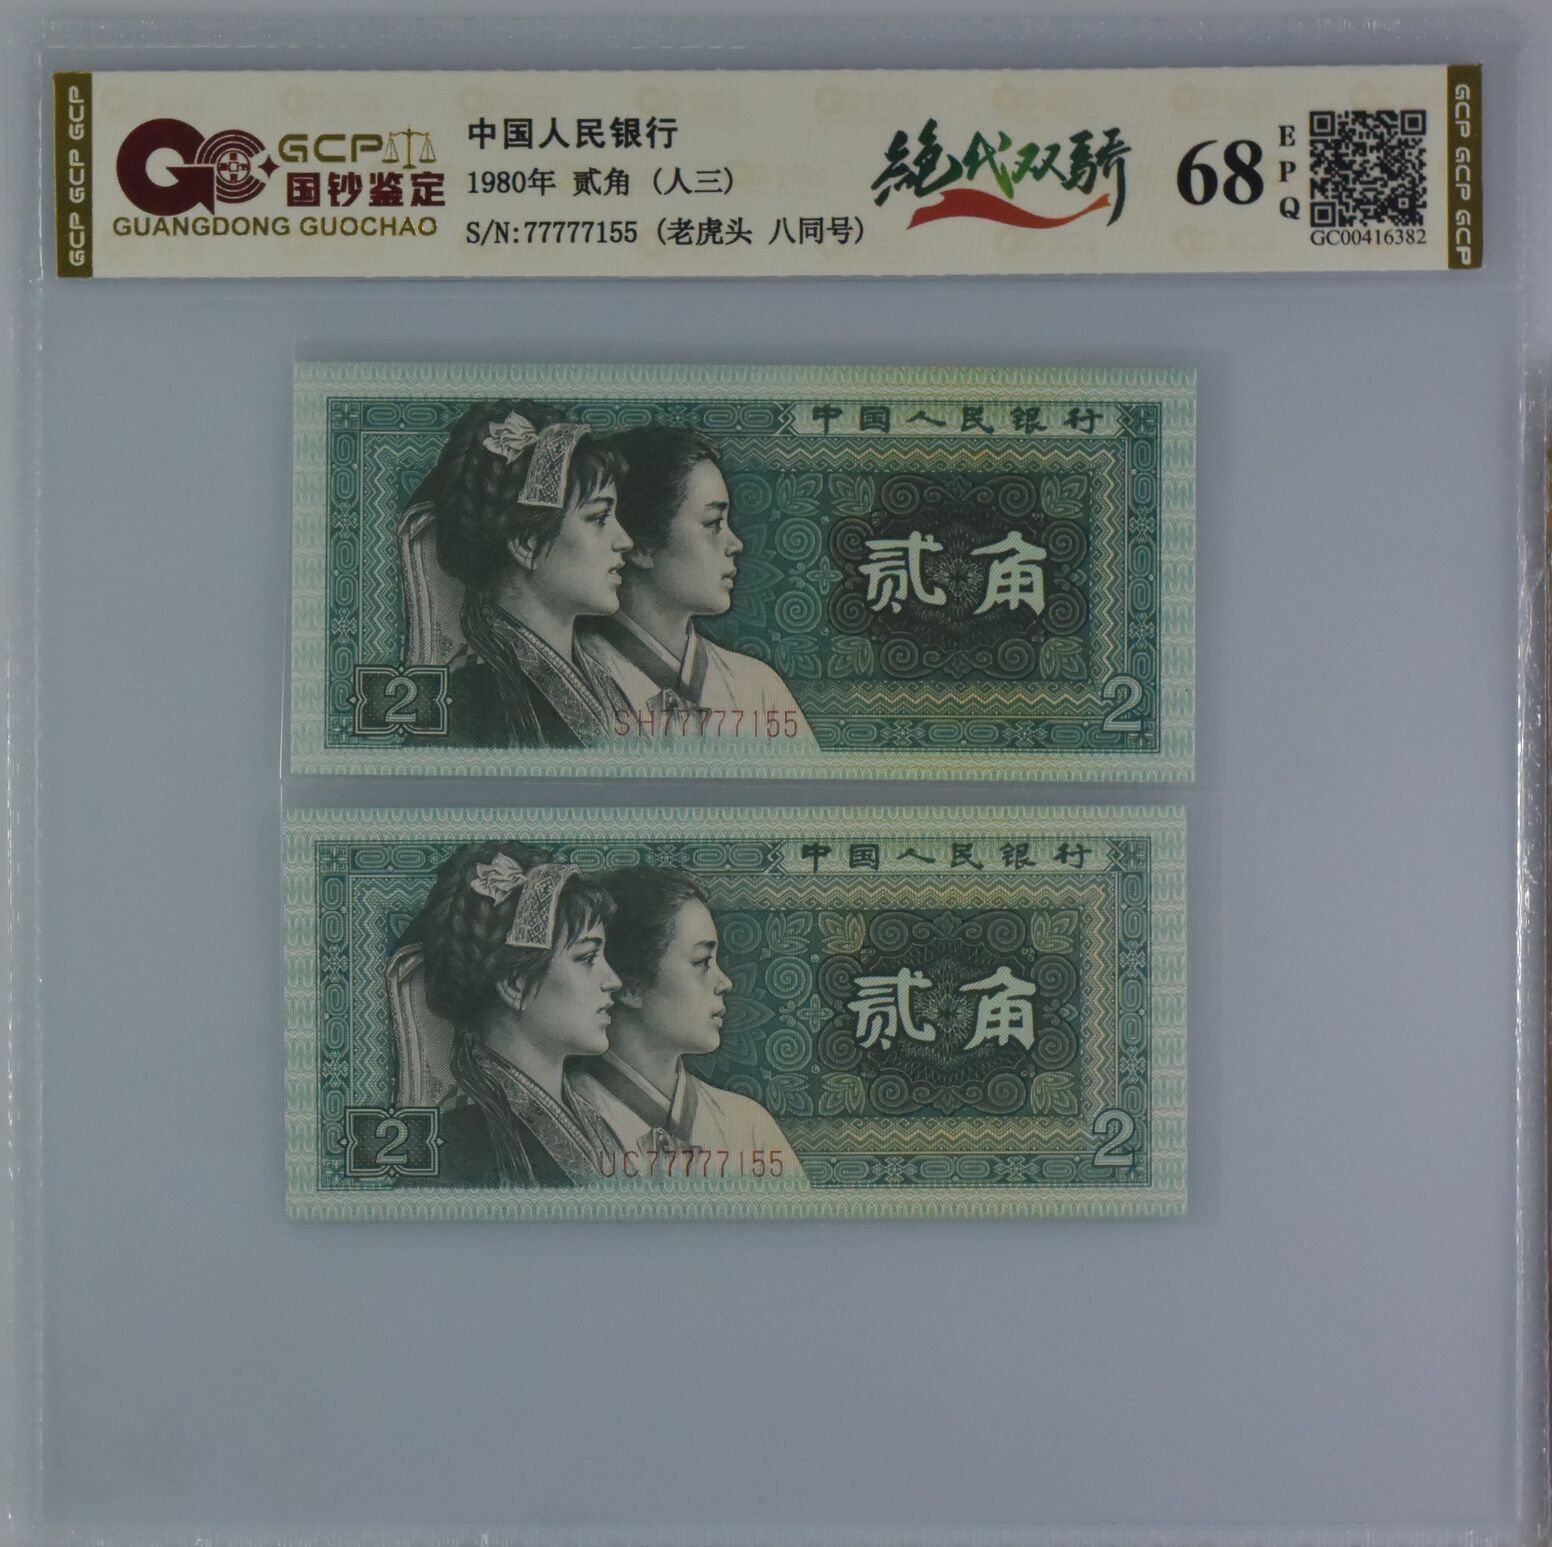 GCP GCP GCP
GCP
国钞鉴定
GUANGDONG GUOCHAO
中国人民银行
1980年 贰角 (人三)
S/N:77777155 (老虎头 八同号)
絕代双驕
68
EPQ
GC00416382
GCP GCP GCP
中国人民银行
贰角
2
2
SH77777155
中国人民银行
贰角
2
2
UC77777155